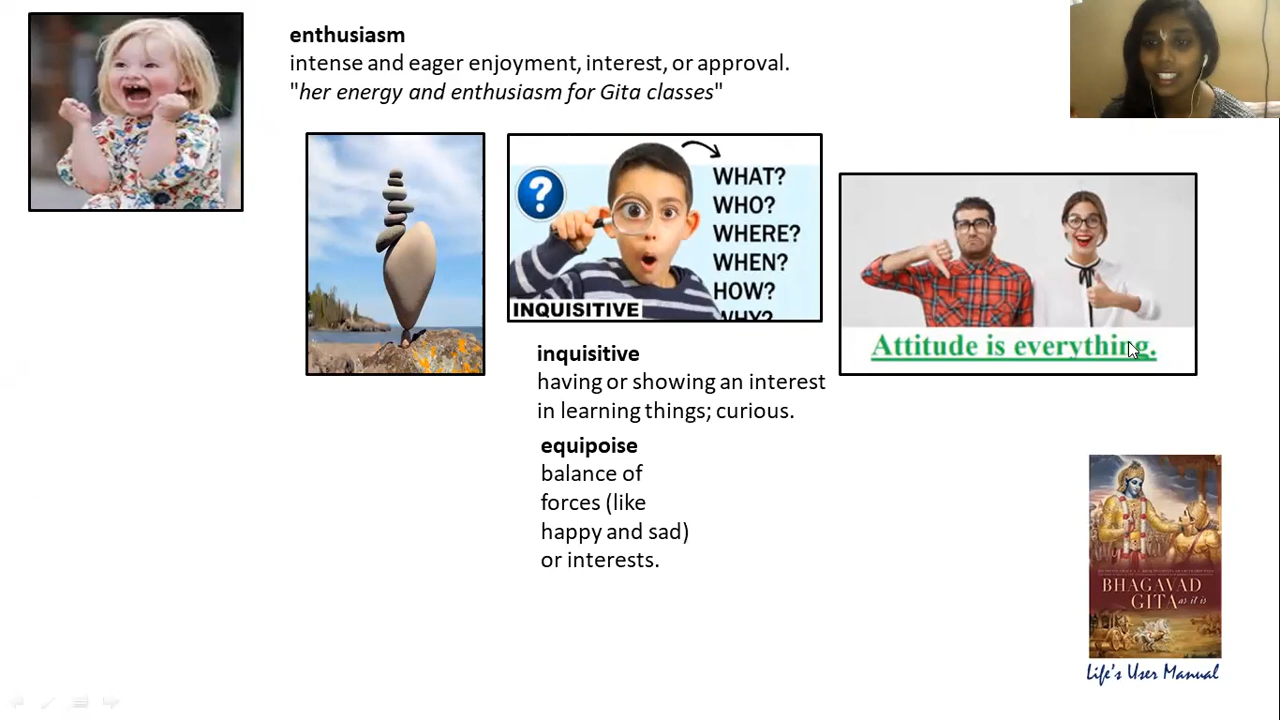 enthusiasm
intense and eager enjoyment, interest, or approval.
"her energy and enthusiasm for Gita classes"
?
WHAT?
WHO?
WHERE?
WHEN?
HOW?
WHY?
INQUISITIVE
Attitude is everything.
inquisitive
having or showing an interest
in learning things; curious.
equipoise
balance of
forces (like
happy and sad)
or interests.
BHAGAVAD
GITA as it is
Life's User Manual